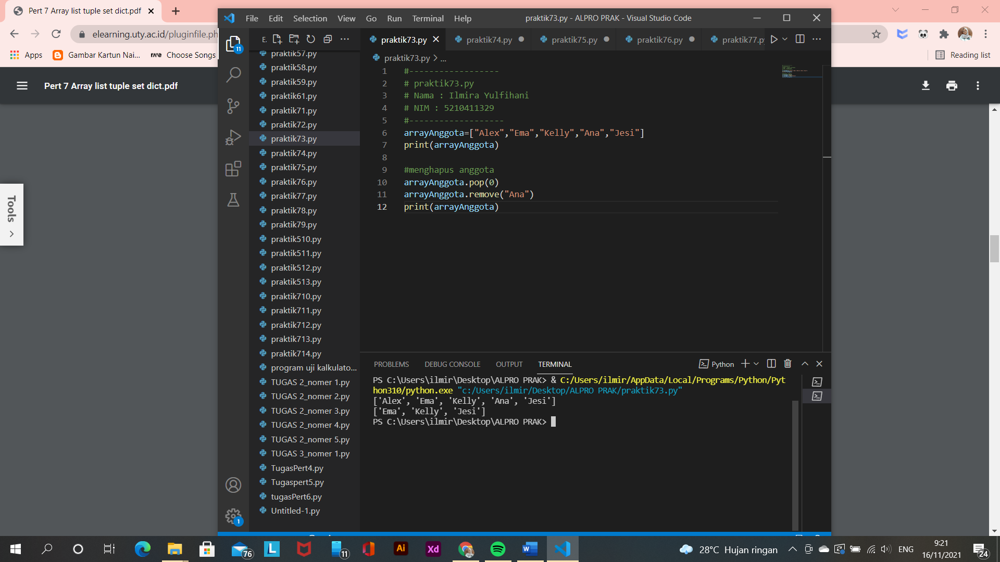 Pert 7 Array list tuple set dict.pdf
File Edit Selection View Go Run Terminal Help
praktik73.py - ALPRO PRAK - Visual Studio Code
elearning.uty.ac.id/pluginfile.ph
Apps
Gambar Kartun Nai...
rave Choose Songs
Reading list
Pert 7 Array list tuple set dict.pdf
Tools
11
E.
praktik57.py
praktik58.py
praktik59.py
praktik61.py
praktik71.py
praktik72.py
praktik73.py
praktik74.py
praktik75.py
praktik76.py
praktik77.py
praktik78.py
praktik79.py
praktik510.py
praktik511.py
praktik512.py
praktik513.py
praktik710.py
praktik711.py
praktik712.py
praktik713.py
praktik714.py
program uji kalkulato...
TUGAS 2_nomer 1.py
TUGAS 2_nomer 2.py
TUGAS 2_nomer 3.py
TUGAS 2_nomer 4.py
TUGAS 2_nomer 5.py
TUGAS 3_nomer 1.py
TugasPert4.py
Tugaspert5.py
tugasPert6.py
Untitled-1.py
1
praktik73.py praktik74.py praktik75.py praktik76.py praktik77.py
praktik73.py > ...
1 #------------------
2 # praktik73.py
3 # Nama : Ilmira Yulfihani
4 # NIM : 5210411329
5 #-------------------
6 arrayAnggota=["Alex","Ema","Kelly","Ana","Jesi"]
7 print(arrayAnggota)
8
9 #menghapus anggota
10 arrayAnggota.pop(0)
11 arrayAnggota.remove("Ana")
12 print(arrayAnggota)
PROBLEMS DEBUG CONSOLE OUTPUT TERMINAL
Python
PS C:\Users\ilmir\Desktop\ALPRO PRAK> & C:/Users/ilmir/AppData/Local/Programs/Python/Pyt
hon310/python.exe "c:/Users/ilmir/Desktop/ALPRO PRAK/praktik73.py"
['Alex', 'Ema', 'Kelly', 'Ana', 'Jesi']
['Ema', 'Kelly', 'Jesi']
PS C:\Users\ilmir\Desktop\ALPRO PRAK>
76
L
11
Ai
Xd
W
28°C Hujan ringan
ENG
9:21
16/11/2021
24